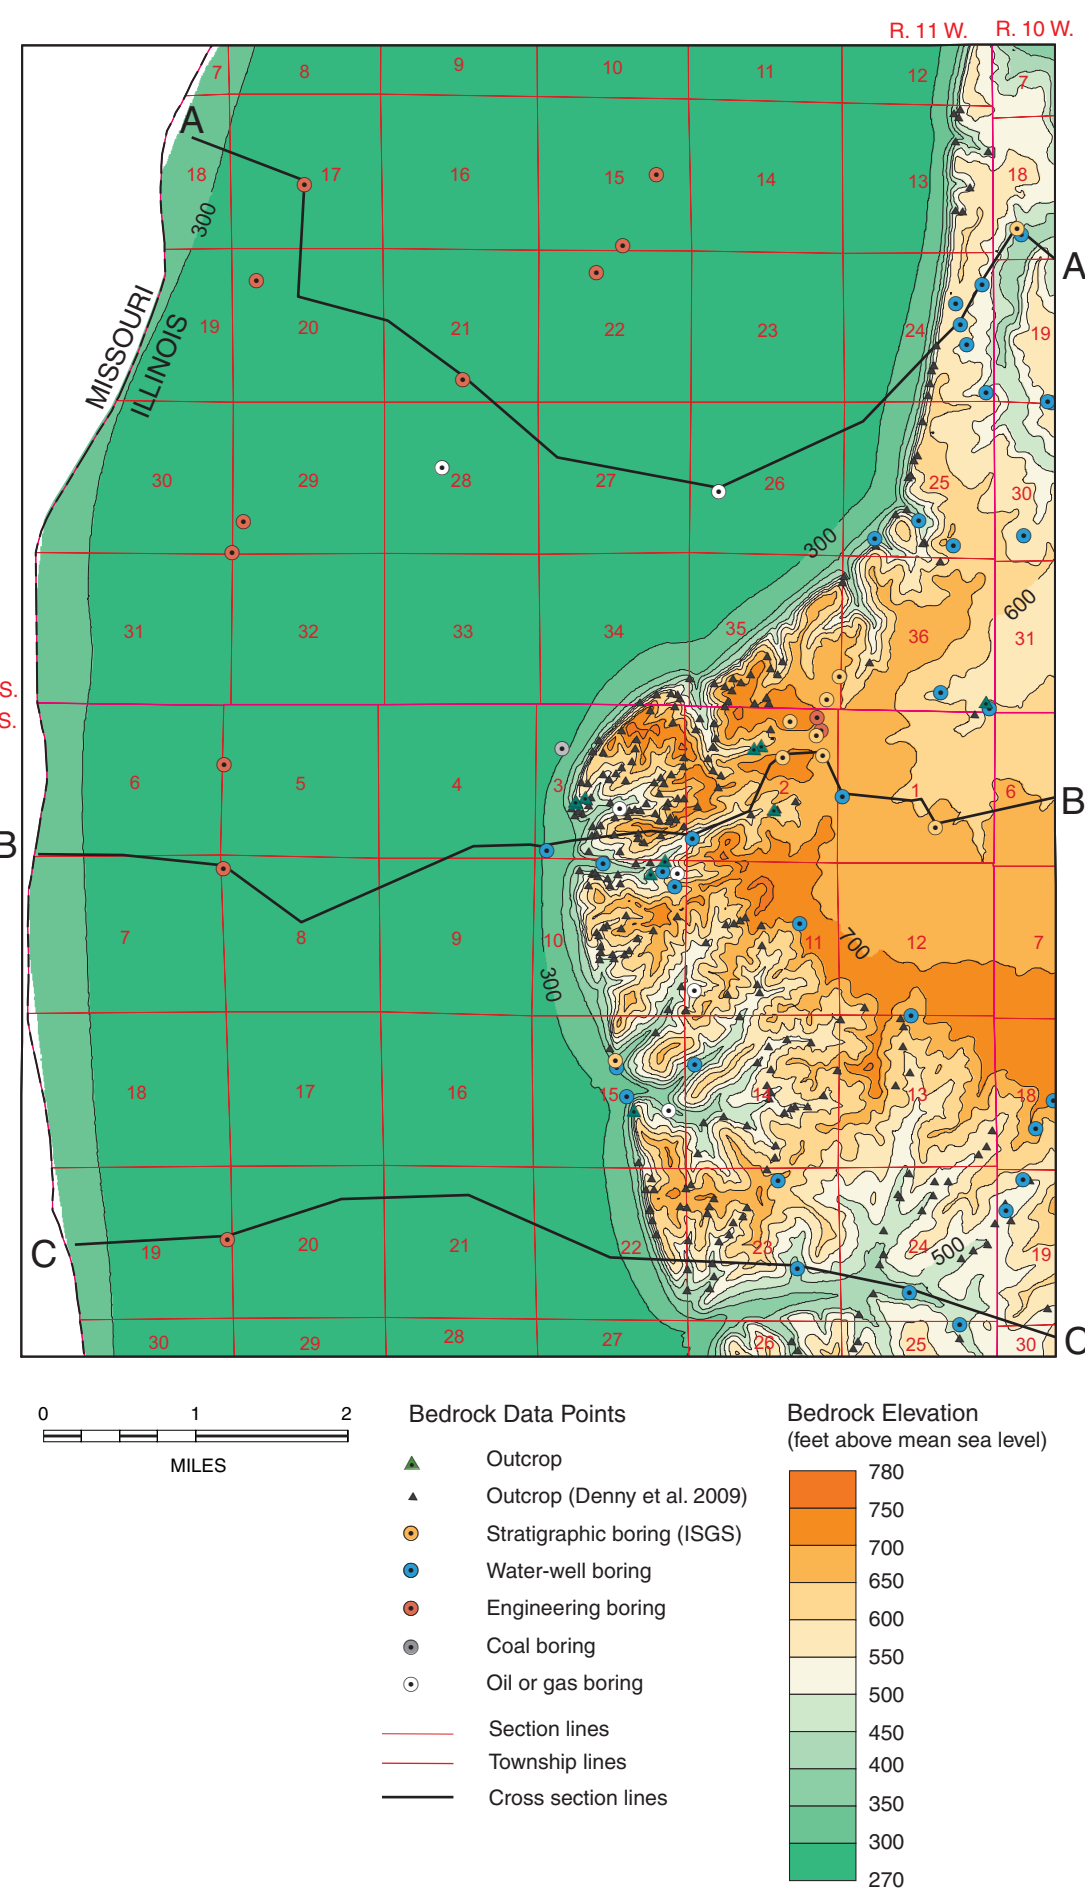 R. 11 W. R. 10 W.
7 8 9 10 11 12 7
A
18 17 16 15 14 13 18
300
A
MISSOURI
ILLINOIS
19 20 21 22 23 24 19
30 29 28 27 26 25 30
300
600
31 32 33 34 35 36 31
S.
S.
6 5 4 3 2 1 6
B
B
7 8 9 10 11 12 7
700
300
18 17 16 15 14 13 18
C
19 20 21 22 23 24 19
500
30 29 28 27 26 25 30
C
0 1 2
MILES
Bedrock Data Points
Outcrop
Outcrop (Denny et al. 2009)
Stratigraphic boring (ISGS)
Water-well boring
Engineering boring
Coal boring
Oil or gas boring
Section lines
Township lines
Cross section lines
Bedrock Elevation
(feet above mean sea level)
780
750
700
650
600
550
500
450
400
350
300
270